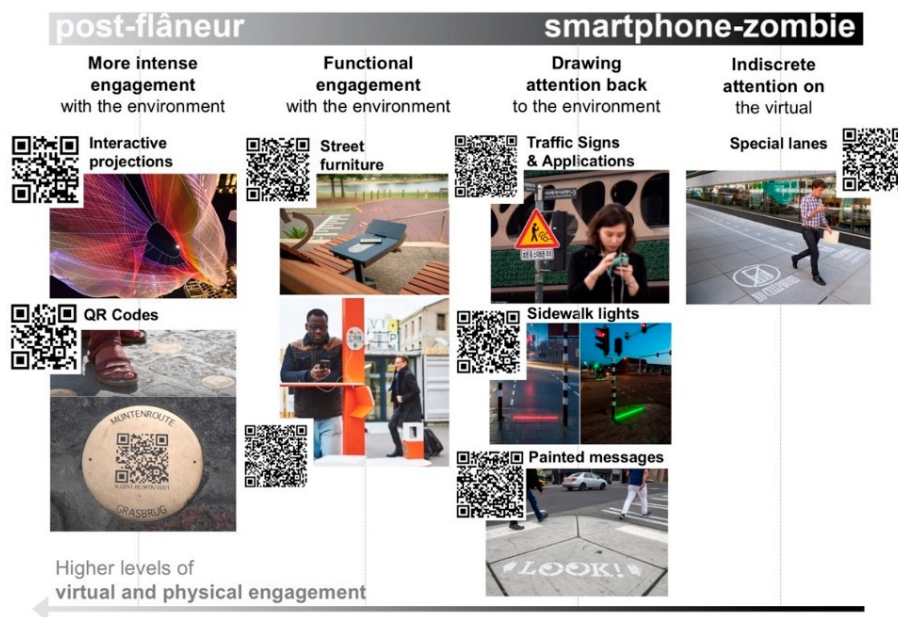 post-flâneur
smartphone-zombie
More intense
engagement
with the environment
Functional
engagement
with the environment
Drawing
attention back
to the environment
Indiscrete
attention on
the virtual
Interactive
projections
QR Codes
MUNTENROUTE
GRASBRUG
Street
furniture
Traffic Signs
& Applications
Sidewalk lights
Painted messages
LOOK!
Special lanes
Higher levels of
virtual and physical engagement